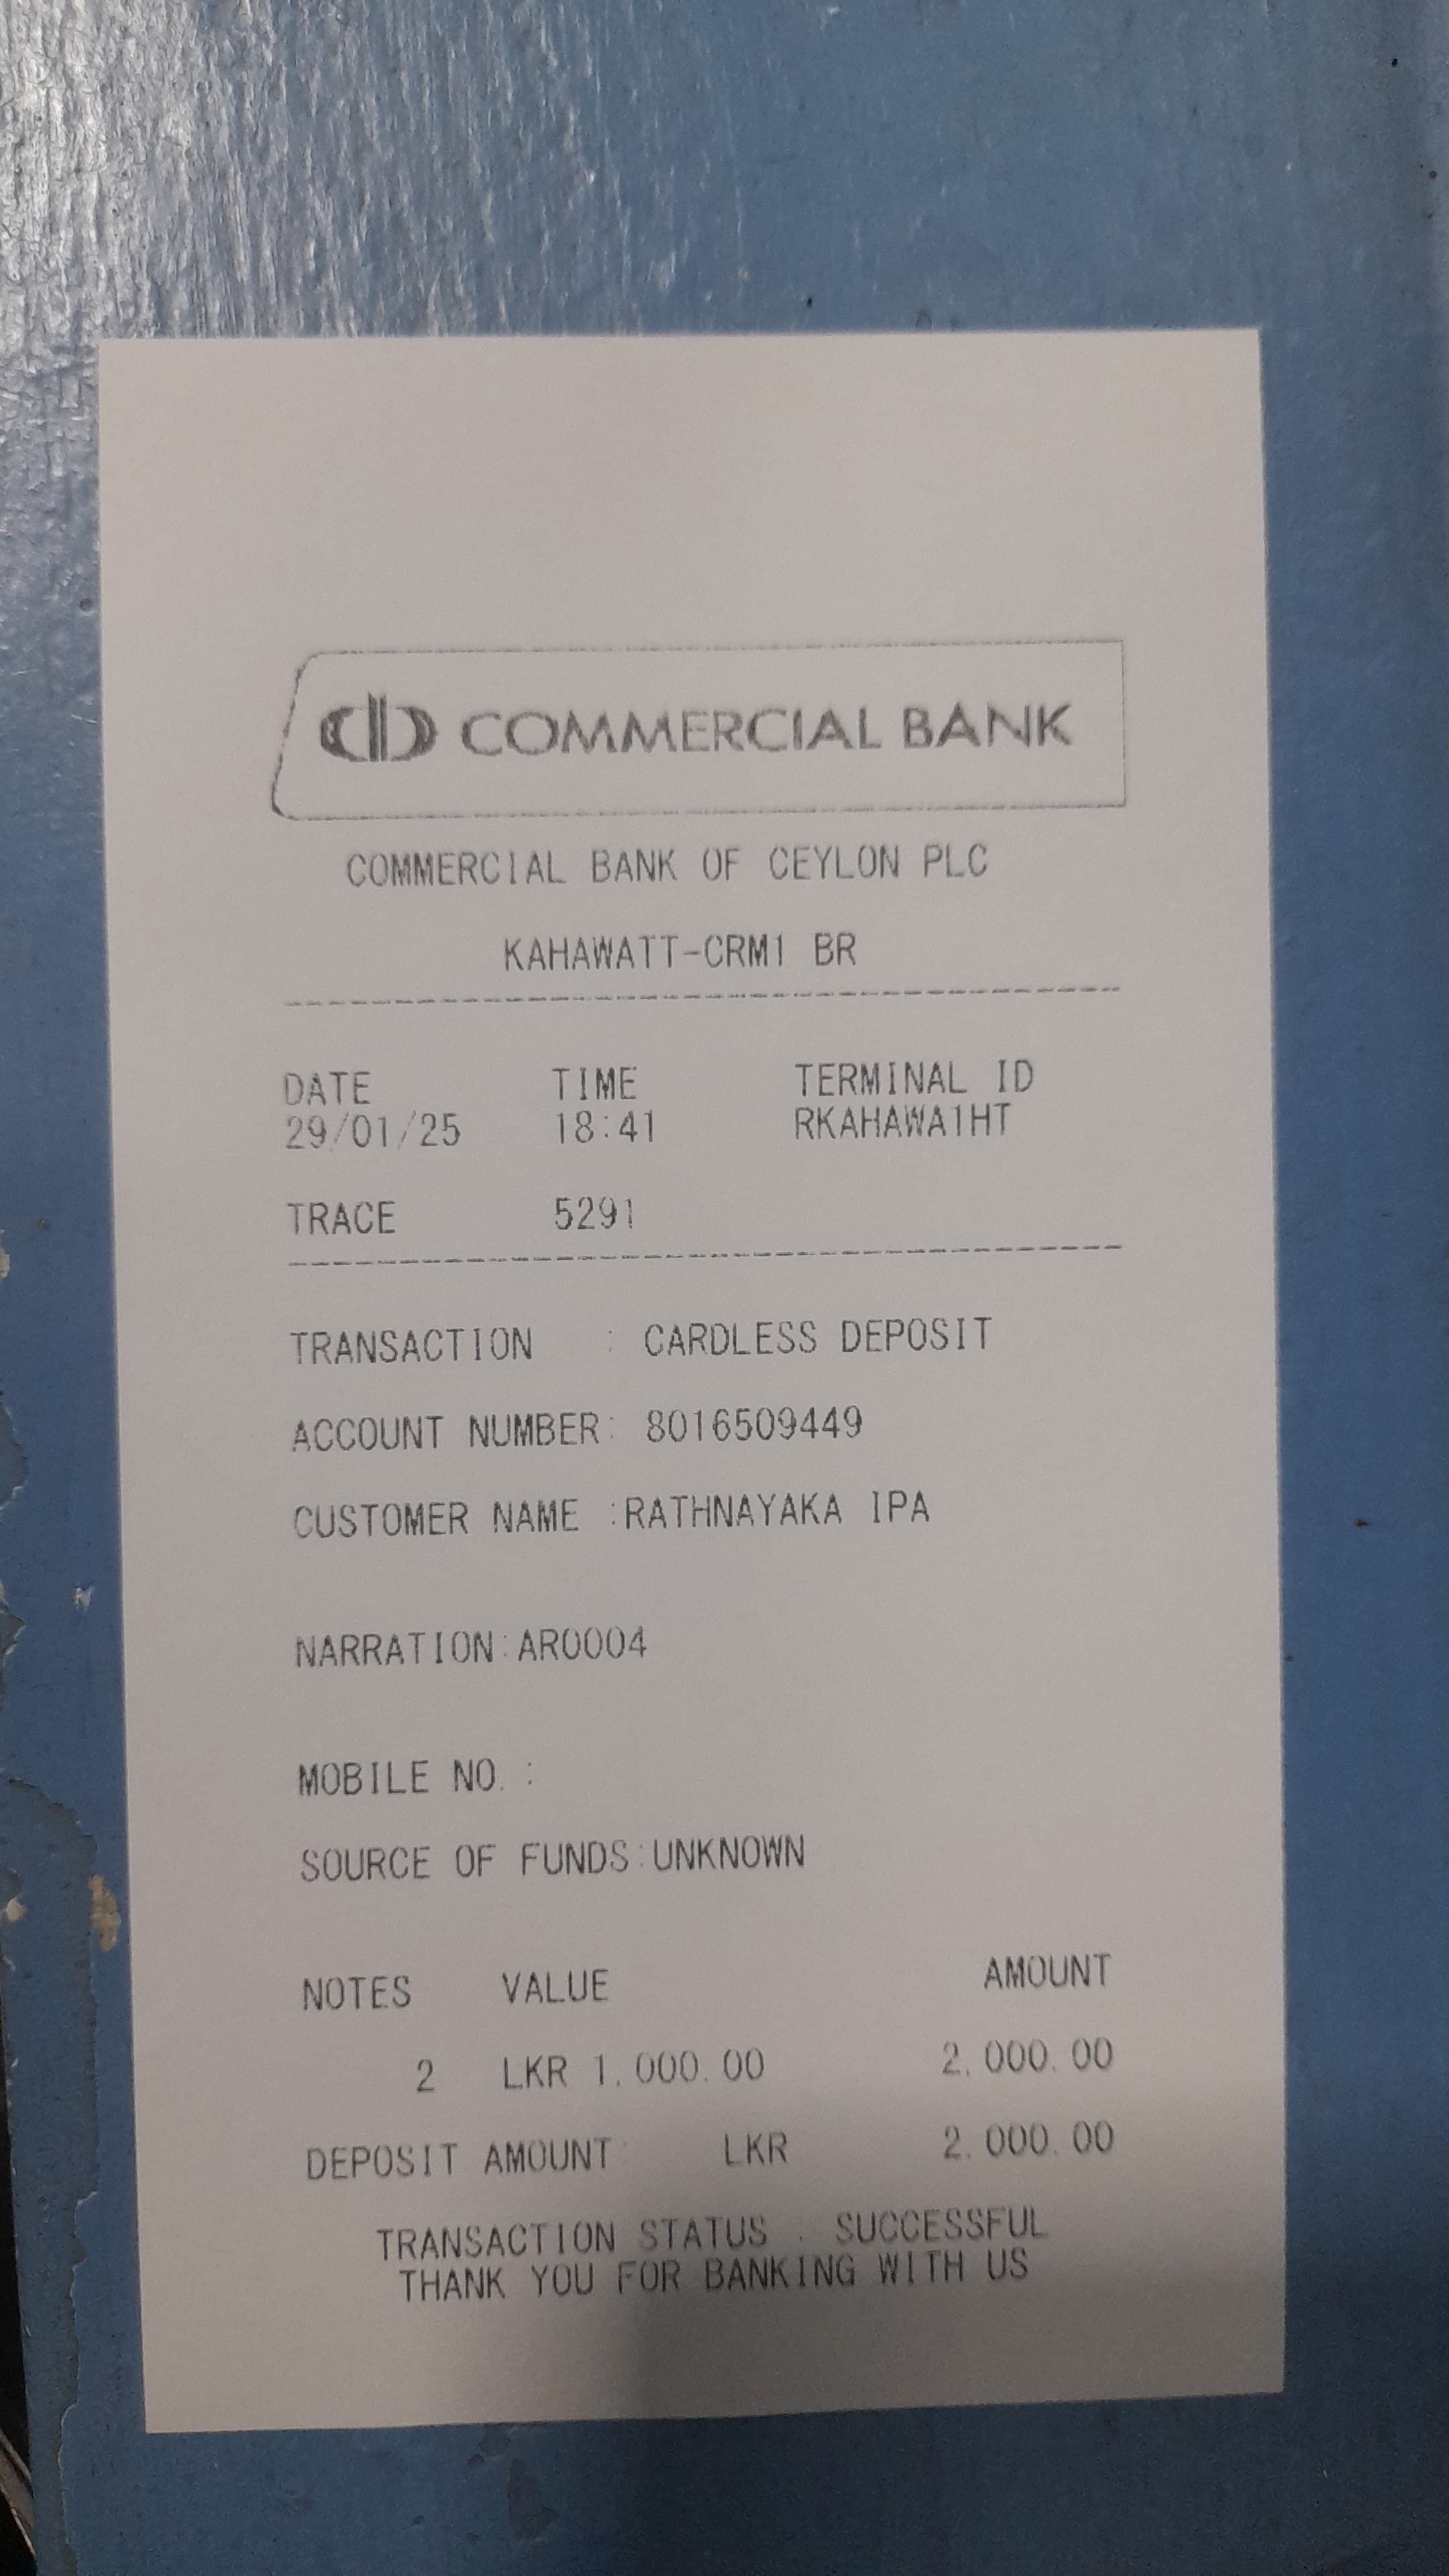 COMMERCIAL BANK
COMMERCIAL BANK OF CEYLON PLC
KAHAWATT-CRM1 BR
DATE TIME TERMINAL ID
29/01/25 18:41 RKAHAWA1HT
TRACE 5291
TRANSACTION : CARDLESS DEPOSIT
ACCOUNT NUMBER: 8016509449
CUSTOMER NAME :RATHNAYAKA IPA
NARRATION:AR0004
MOBILE NO. :
SOURCE OF FUNDS:UNKNOWN
NOTES VALUE AMOUNT
2 LKR 1,000.00 2,000.00
DEPOSIT AMOUNT LKR 2,000.00
TRANSACTION STATUS : SUCCESSFUL
THANK YOU FOR BANKING WITH US